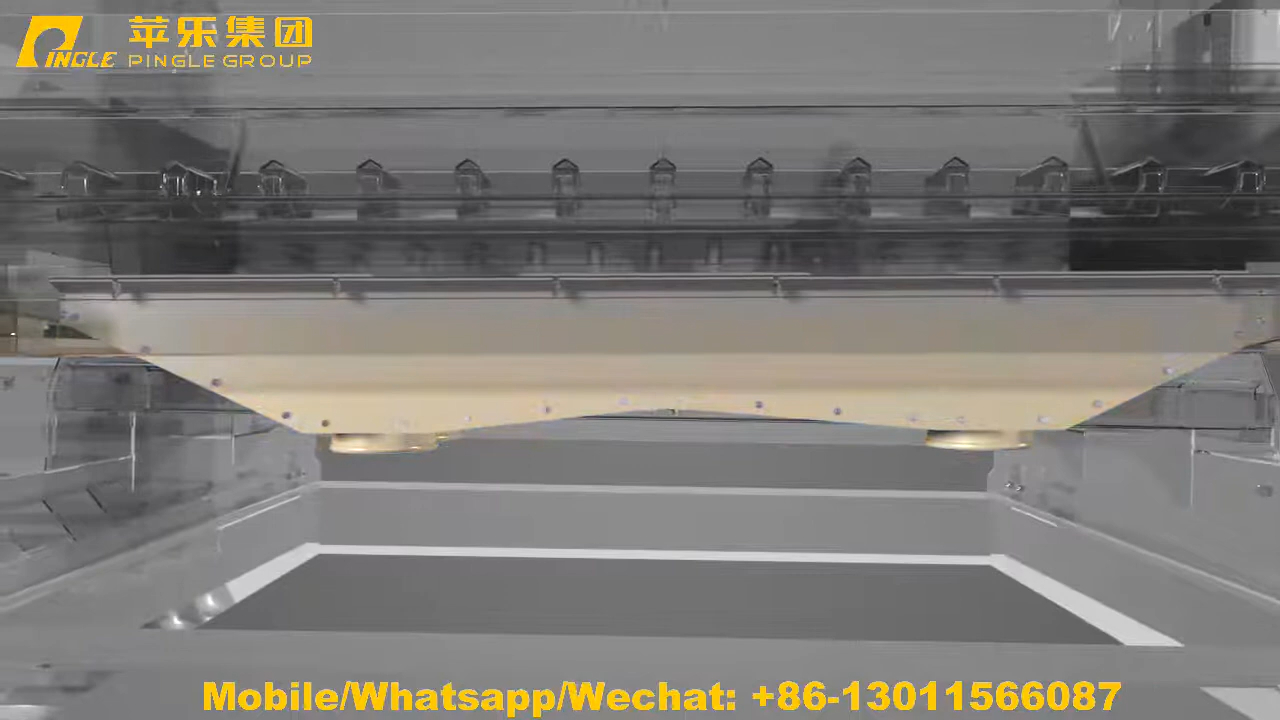 苹乐集团
PINGLE PINGLE GROUP
Mobile/Whatsapp/Wechat: +86-13011566087